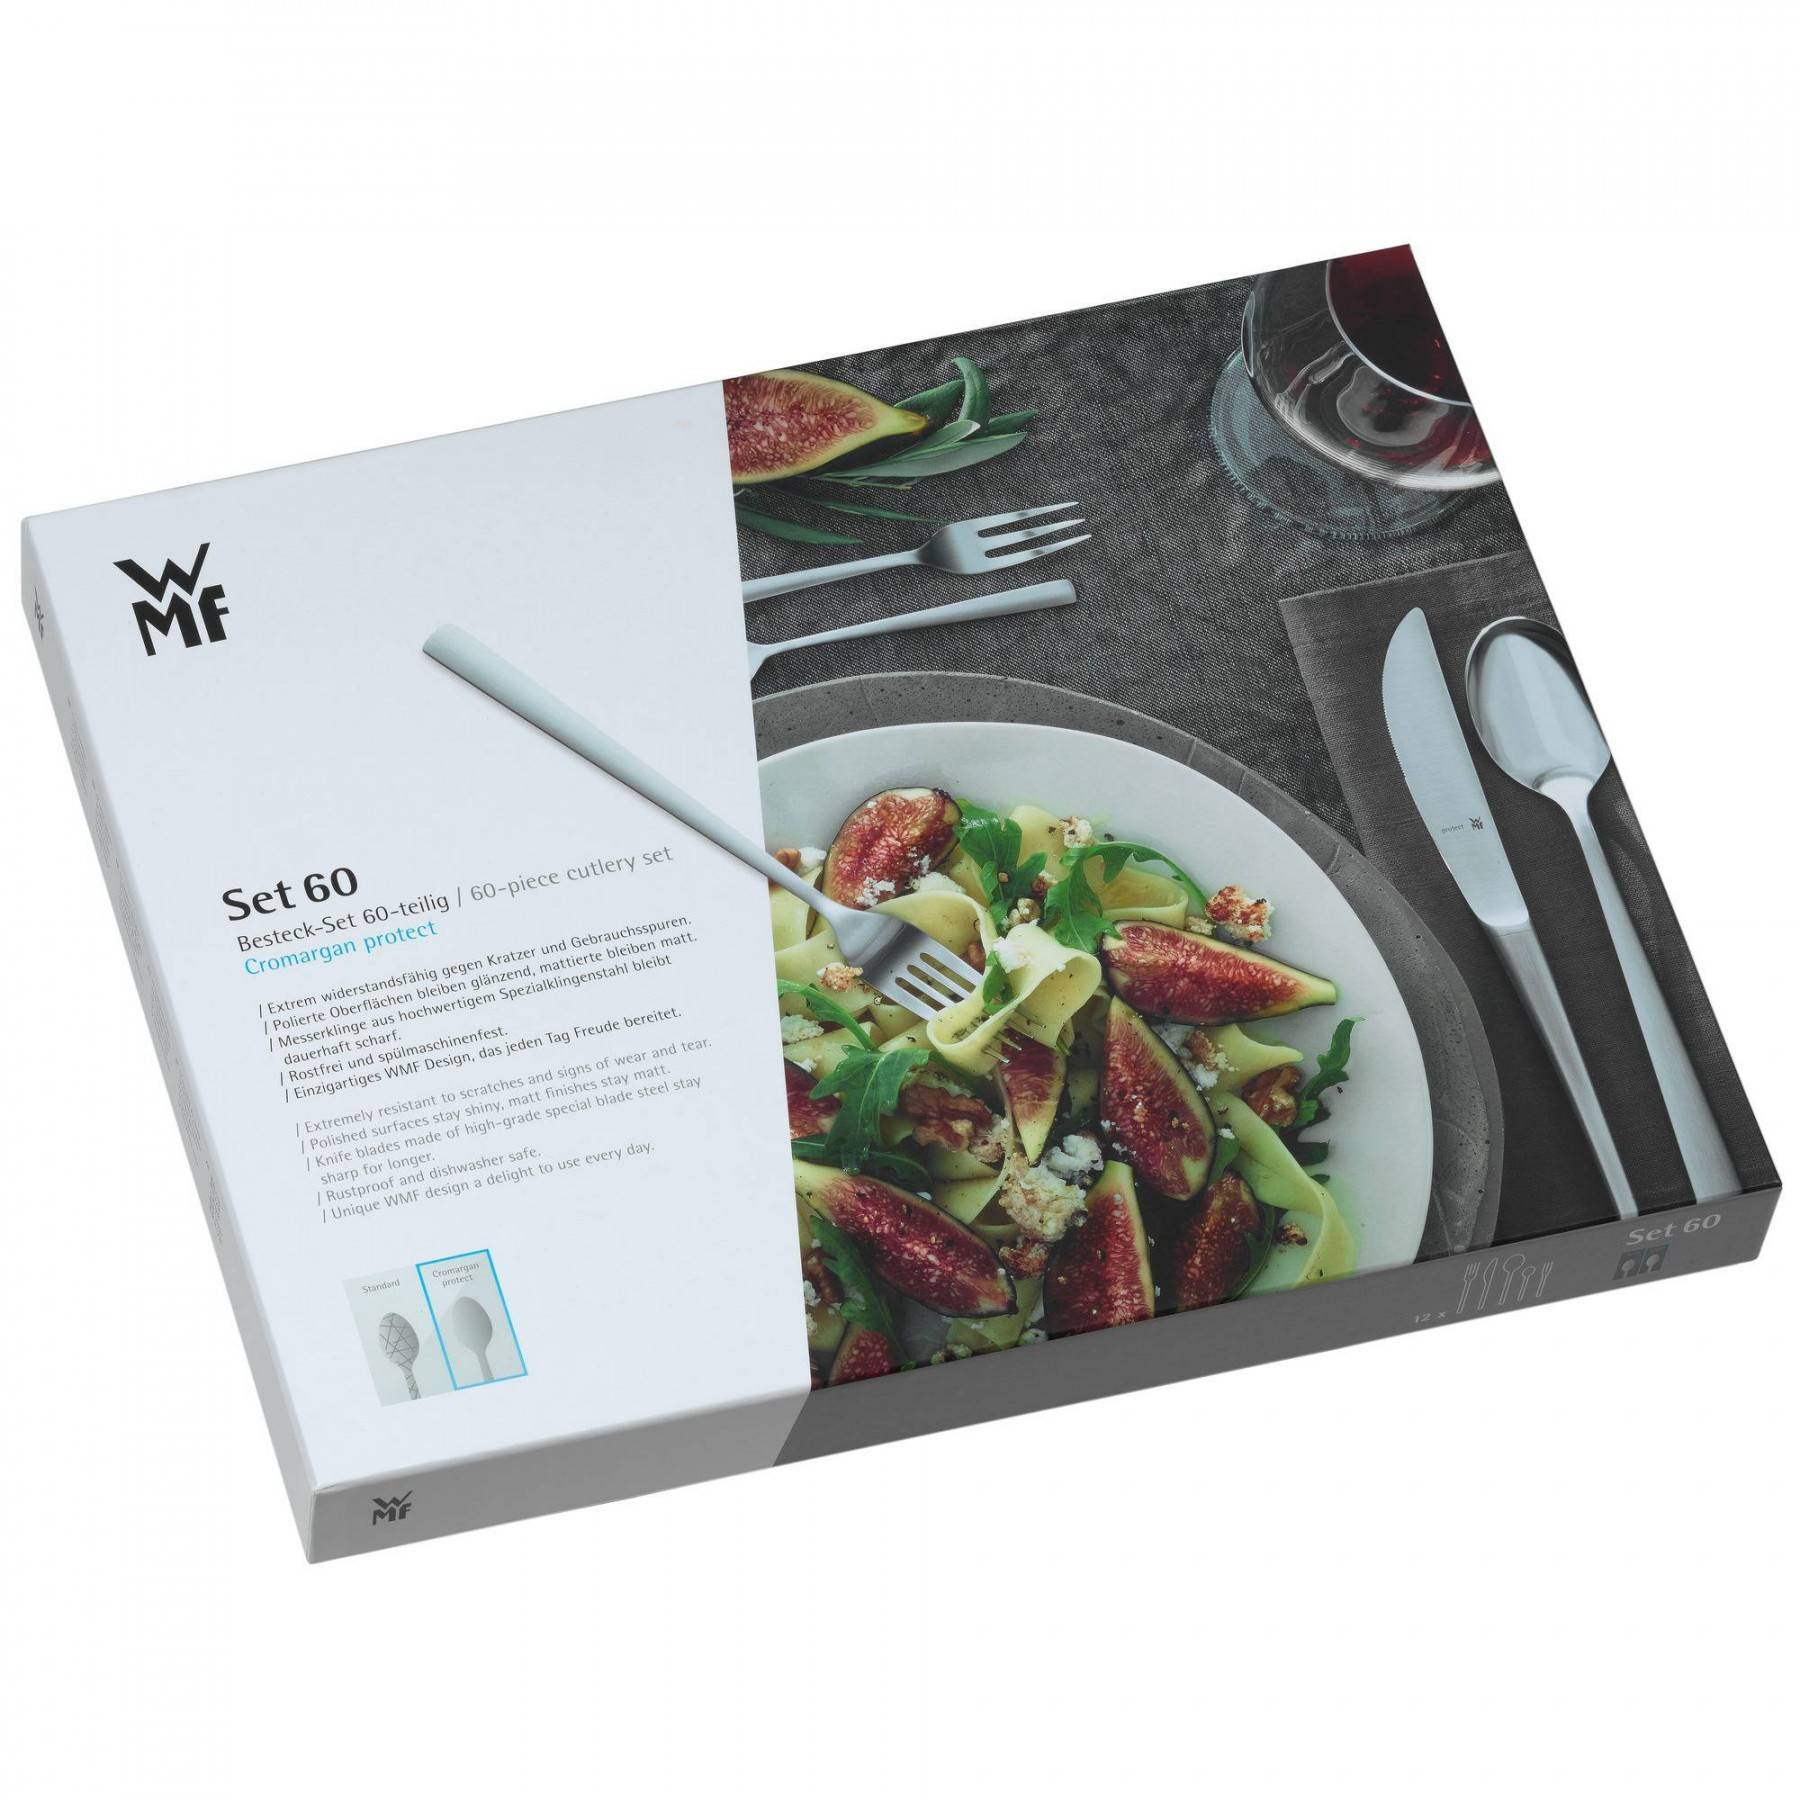 WMF
Set 60
Besteck-Set 60-teilig / 60-piece cutlery set
Cromargan protect
/ Extrem widerstandsfähig gegen Kratzer und Gebrauchsspuren.
/ Polierte Oberflächen bleiben glänzend, mattierte bleiben matt.
/ Messerklinge aus hochwertigem Spezialklingenstahl bleibt
dauerhaft scharf.
/ Rostfrei und spülmaschinenfest.
/ Einzigartiges WMF Design, das jeden Tag Freude bereitet.
/ Extremely resistant to scratches and signs of wear and tear.
/ Polished surfaces stay shiny, matt finishes stay matt.
/ Knife blades made of high-grade special blade steel stay
sharp for longer.
/ Rustproof and dishwasher safe.
/ Unique WMF design a delight to use every day.
Standard
Cromargan
protect
protect WMF
WMF
12 x
Set 60
WMF